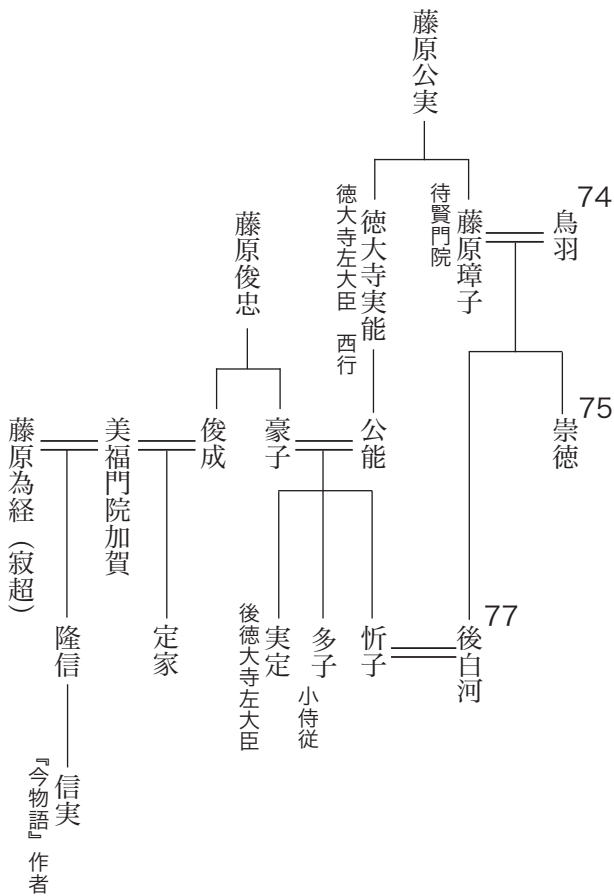 藤原公実
74
鳥羽
藤原璋子
待賢門院
徳大寺実能
徳大寺左大臣 西行
藤原俊忠
75
崇徳
公能
豪子
俊成
美福門院加賀
藤原為経（寂超）
77
後白河
忻子
多子
小侍従
実定
後徳大寺左大臣
定家
隆信
信実
『今物語』作者